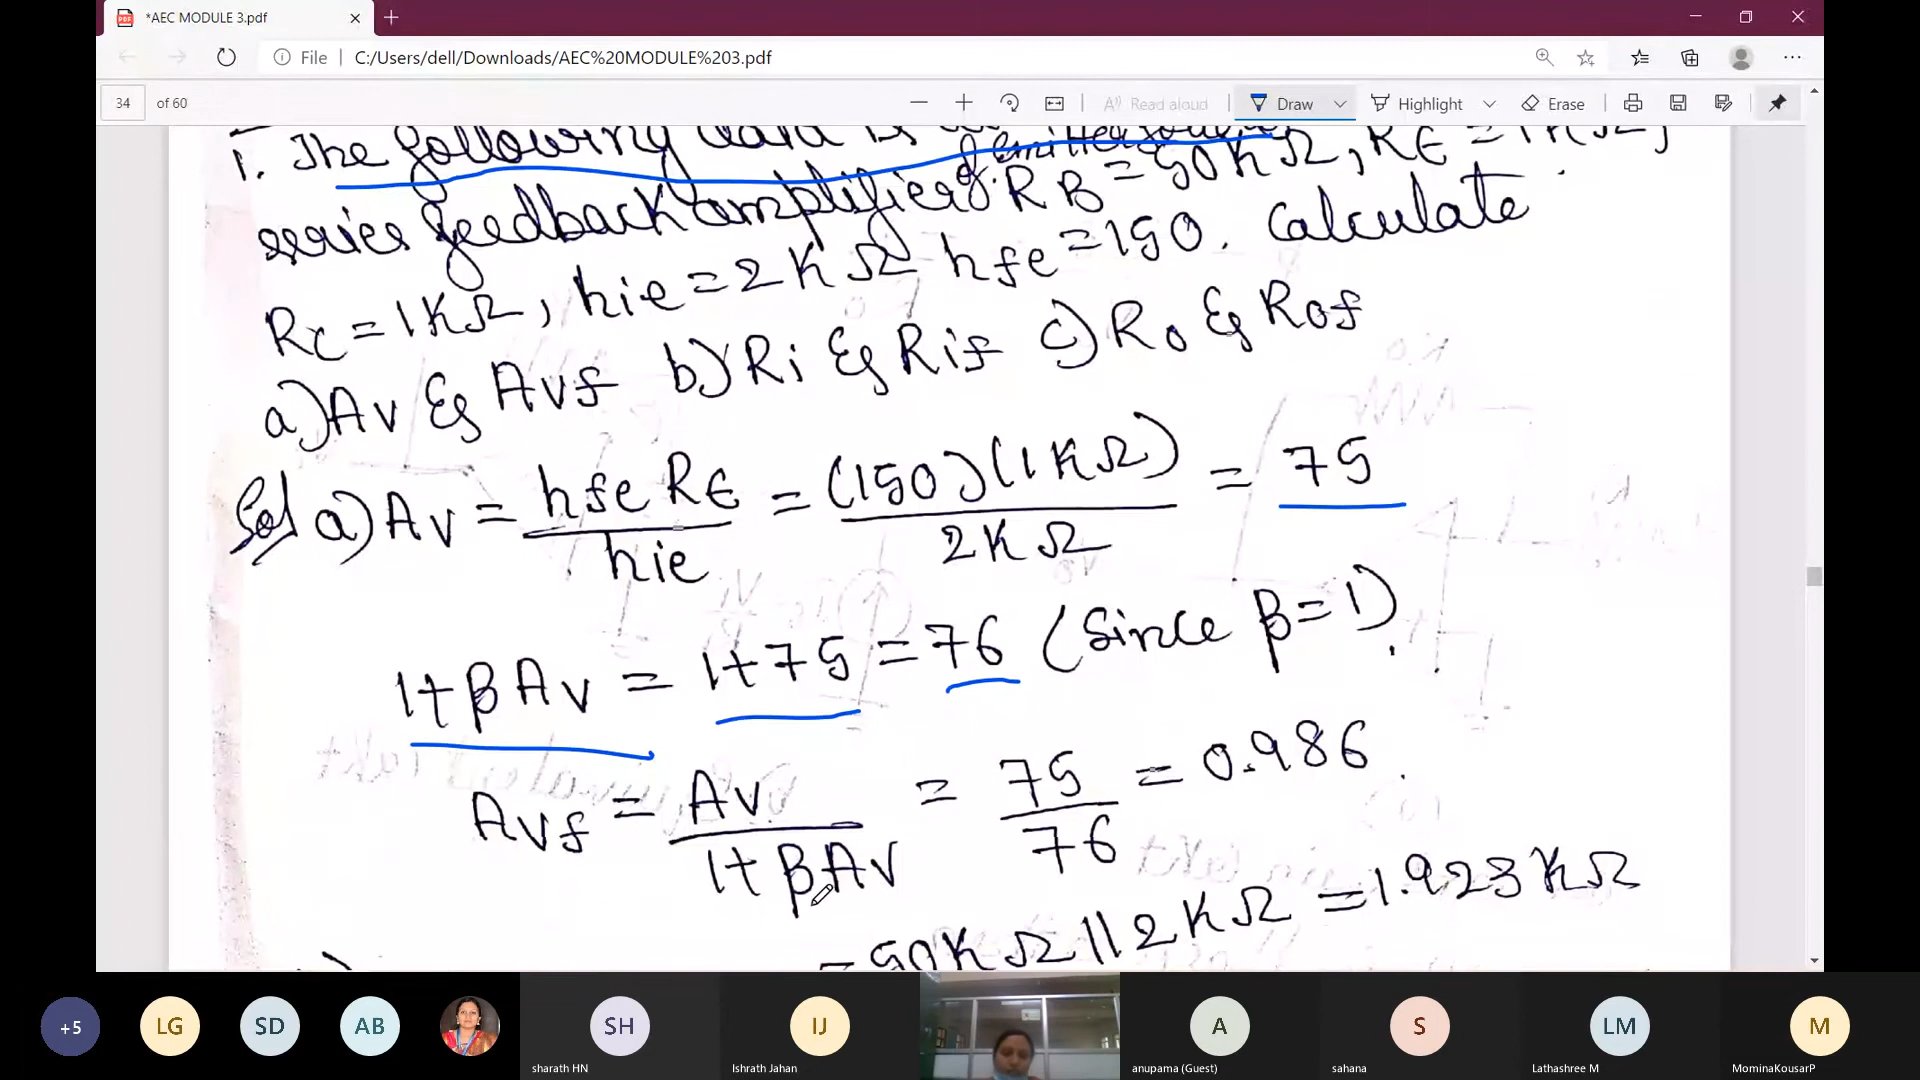 *AEC MODULE 3.pdf
File | C:/Users/dell/Downloads/AEC%20MODULE%203.pdf
34 of 60
Read aloud Draw Highlight Erase
1. The following data is emitter follower RB = 50KΩ, RE = 1KΩ,
series feedback amplifier of.
RC = 1KΩ, hie = 2KΩ hfe = 150. Calculate
a) Av & Avf b) Ri & Rif c) Ro & Rof
Sol a) Av = hfe RE / hie = (150)(1KΩ) / 2KΩ = 75
1+βAv = 1+75 = 76 (Since β=1).
Avf = Av / 1+βAv = 75 / 76 = 0.986
= 50KΩ || 2KΩ = 1.923KΩ
+5
LG
SD
AB
SH
IJ
A
S
LM
M
sharath HN
Ishrath Jahan
anupama (Guest)
sahana
Lathashree M
MominaKousarP